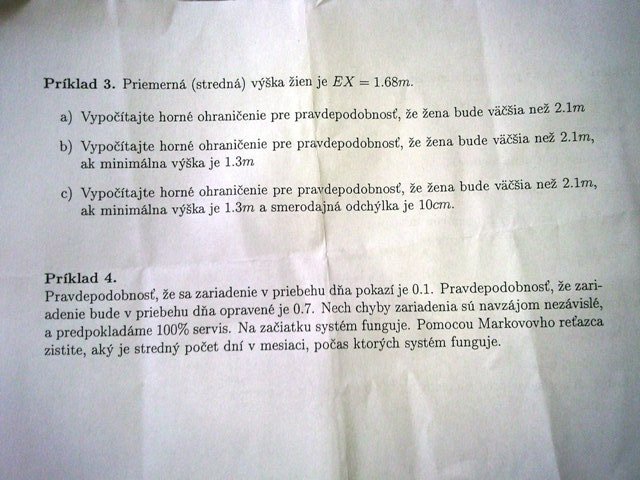 Príklad 3. Priemerná (stredná) výška žien je EX = 1.68m.
a) Vypočítajte horné ohraničenie pre pravdepodobnosť, že žena bude väčšia než 2.1m
b) Vypočítajte horné ohraničenie pre pravdepodobnosť, že žena bude väčšia než 2.1m,
ak minimálna výška je 1.3m
c) Vypočítajte horné ohraničenie pre pravdepodobnosť, že žena bude väčšia než 2.1m,
ak minimálna výška je 1.3m a smerodajná odchýlka je 10cm.
Príklad 4.
Pravdepodobnosť, že sa zariadenie v priebehu dňa pokazí je 0.1. Pravdepodobnosť, že zari-
adenie bude v priebehu dňa opravené je 0.7. Nech chyby zariadenia sú navzájom nezávislé,
a predpokladáme 100% servis. Na začiatku systém funguje. Pomocou Markovovho reťazca
zistite, aký je stredný počet dní v mesiaci, počas ktorých systém funguje.